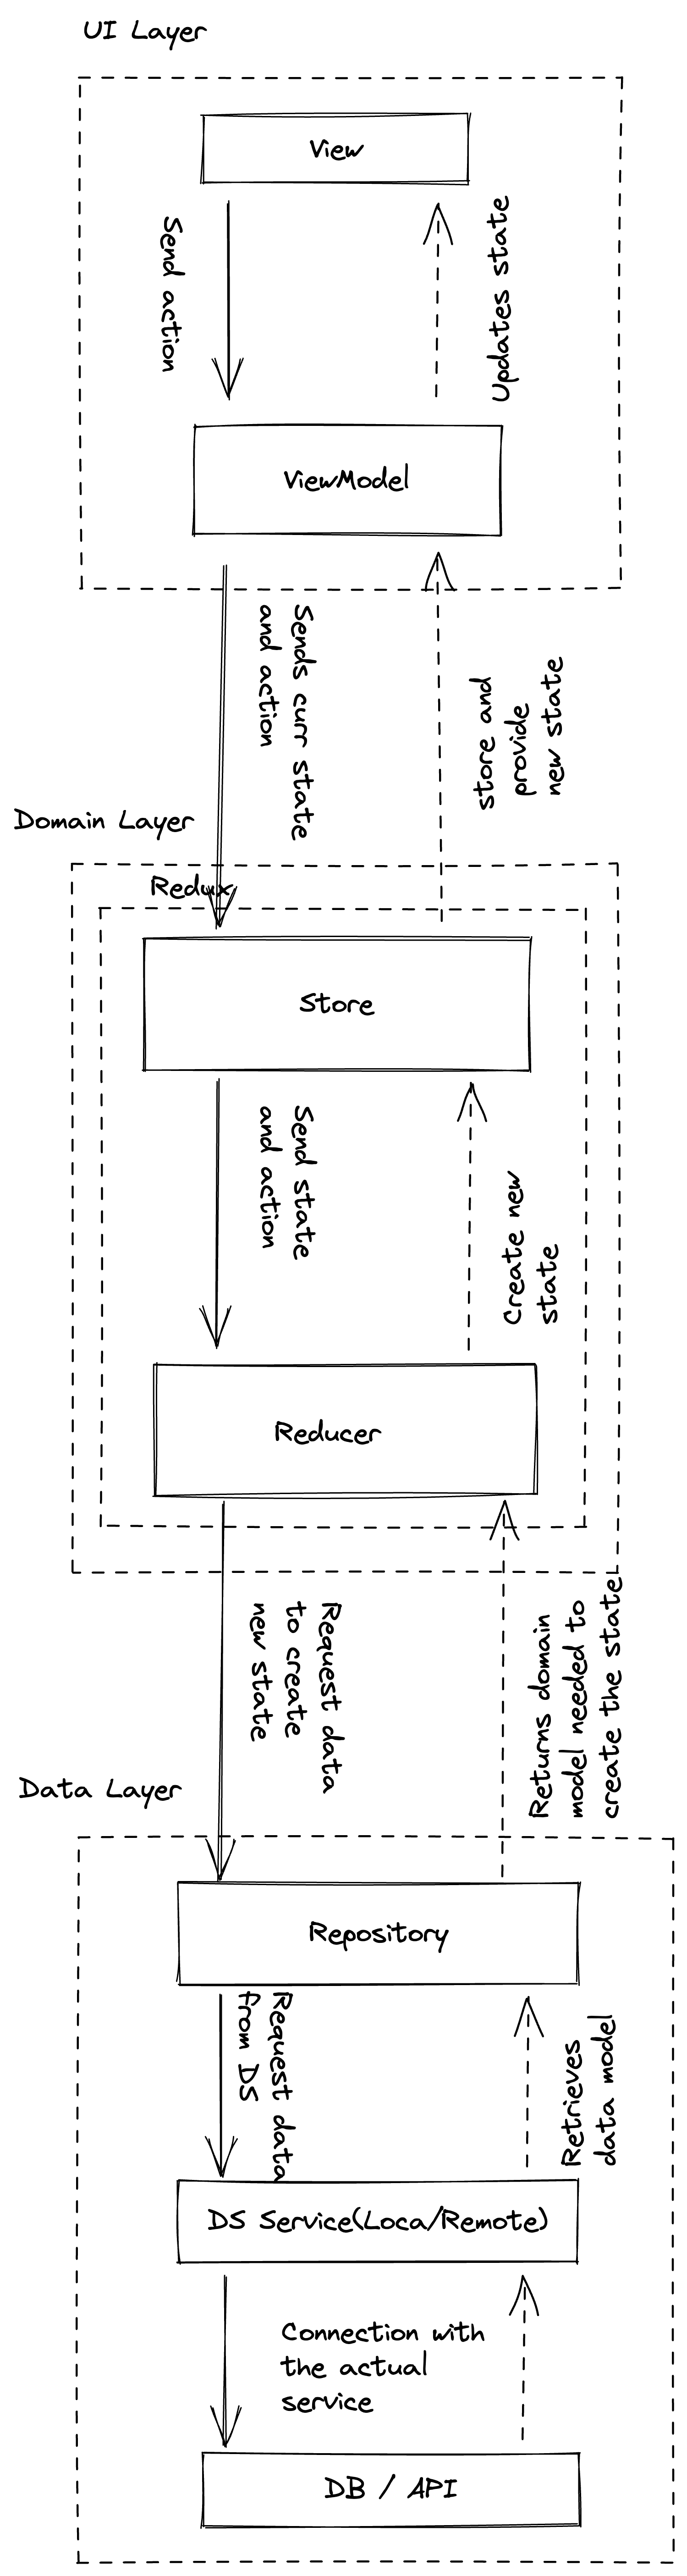 UI Layer
View
Send action
Updates state
ViewModel
Sends curr state
and action
store and
provide
new state
Domain Layer
Redux
Store
Send state
and action
Create new
state
Reducer
Request data
to create
new state
Returns domain
model needed to
create the state
Data Layer
Repository
Request data
from DS
Retrieves
data model
DS Service(Loca/Remote)
Connection with
the actual
service
DB / API